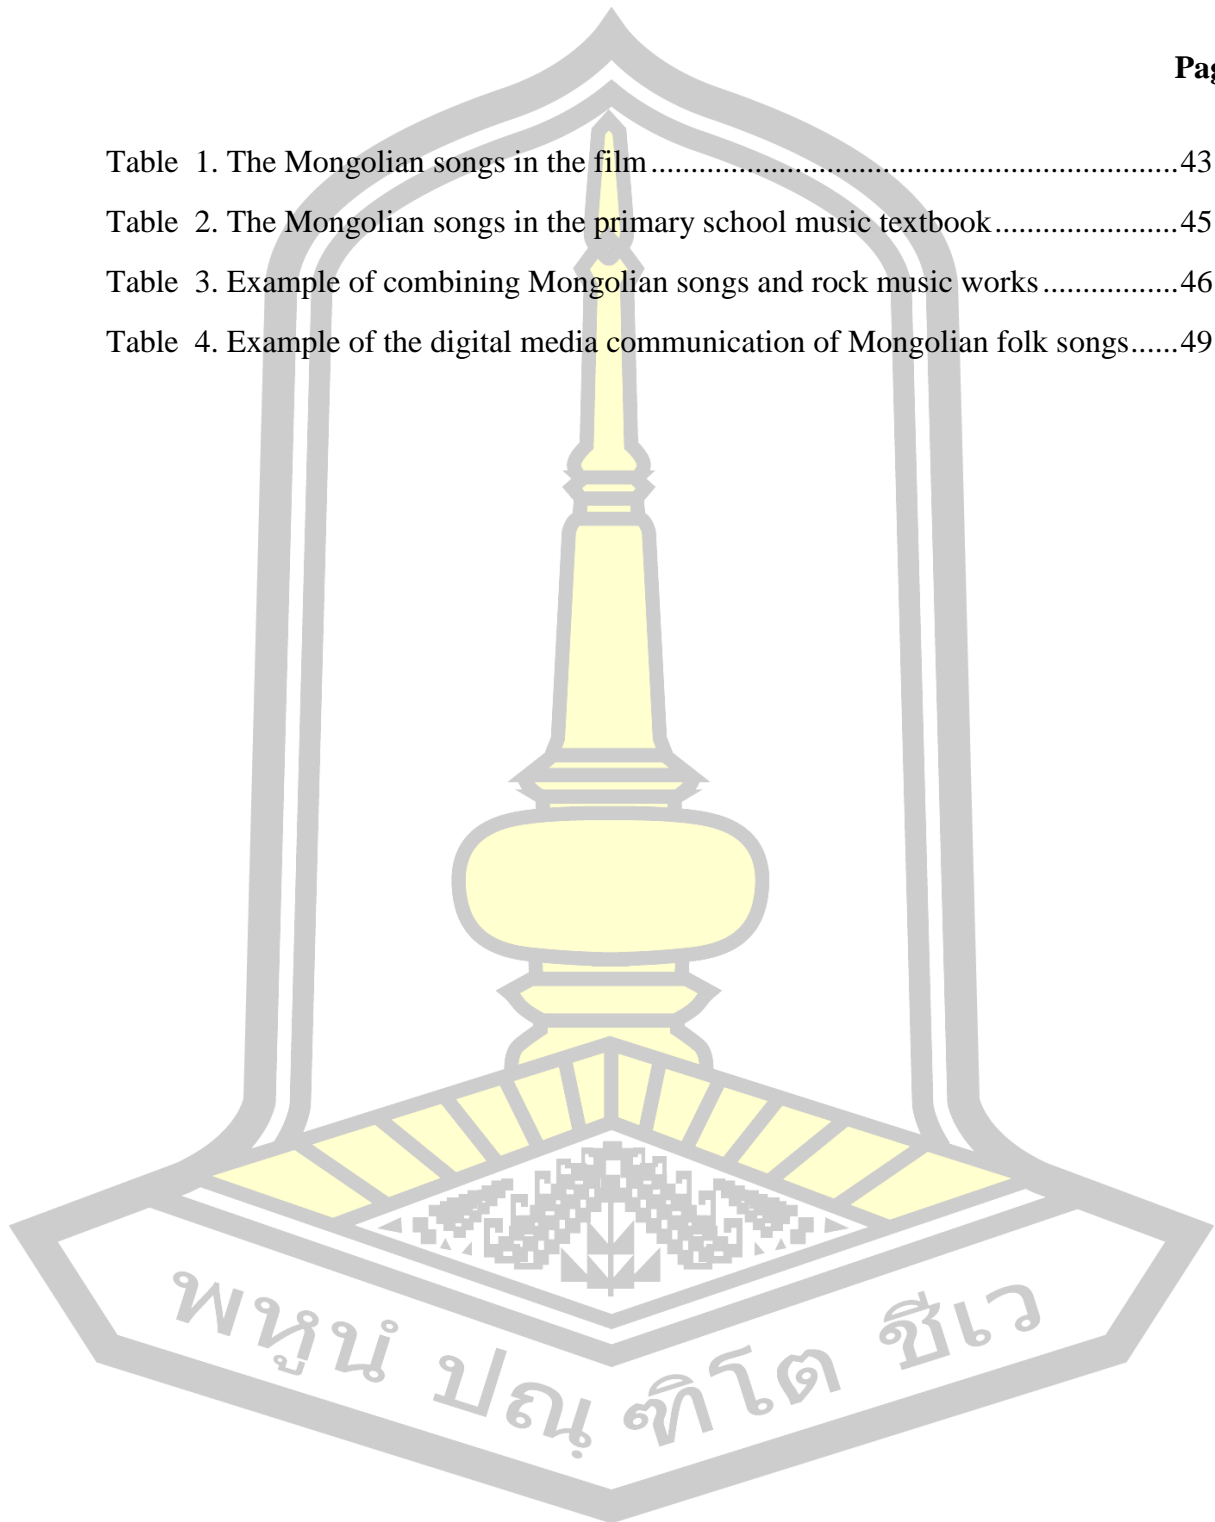 Pag
Table 1. The Mongolian songs in the film..........43
Table 2. The Mongolian songs in the primary school music textbook..........45
Table 3. Example of combining Mongolian songs and rock music works..........46
Table 4. Example of the digital media communication of Mongolian folk songs......49
พหูนํ ปณฺฑิโต ชีเว